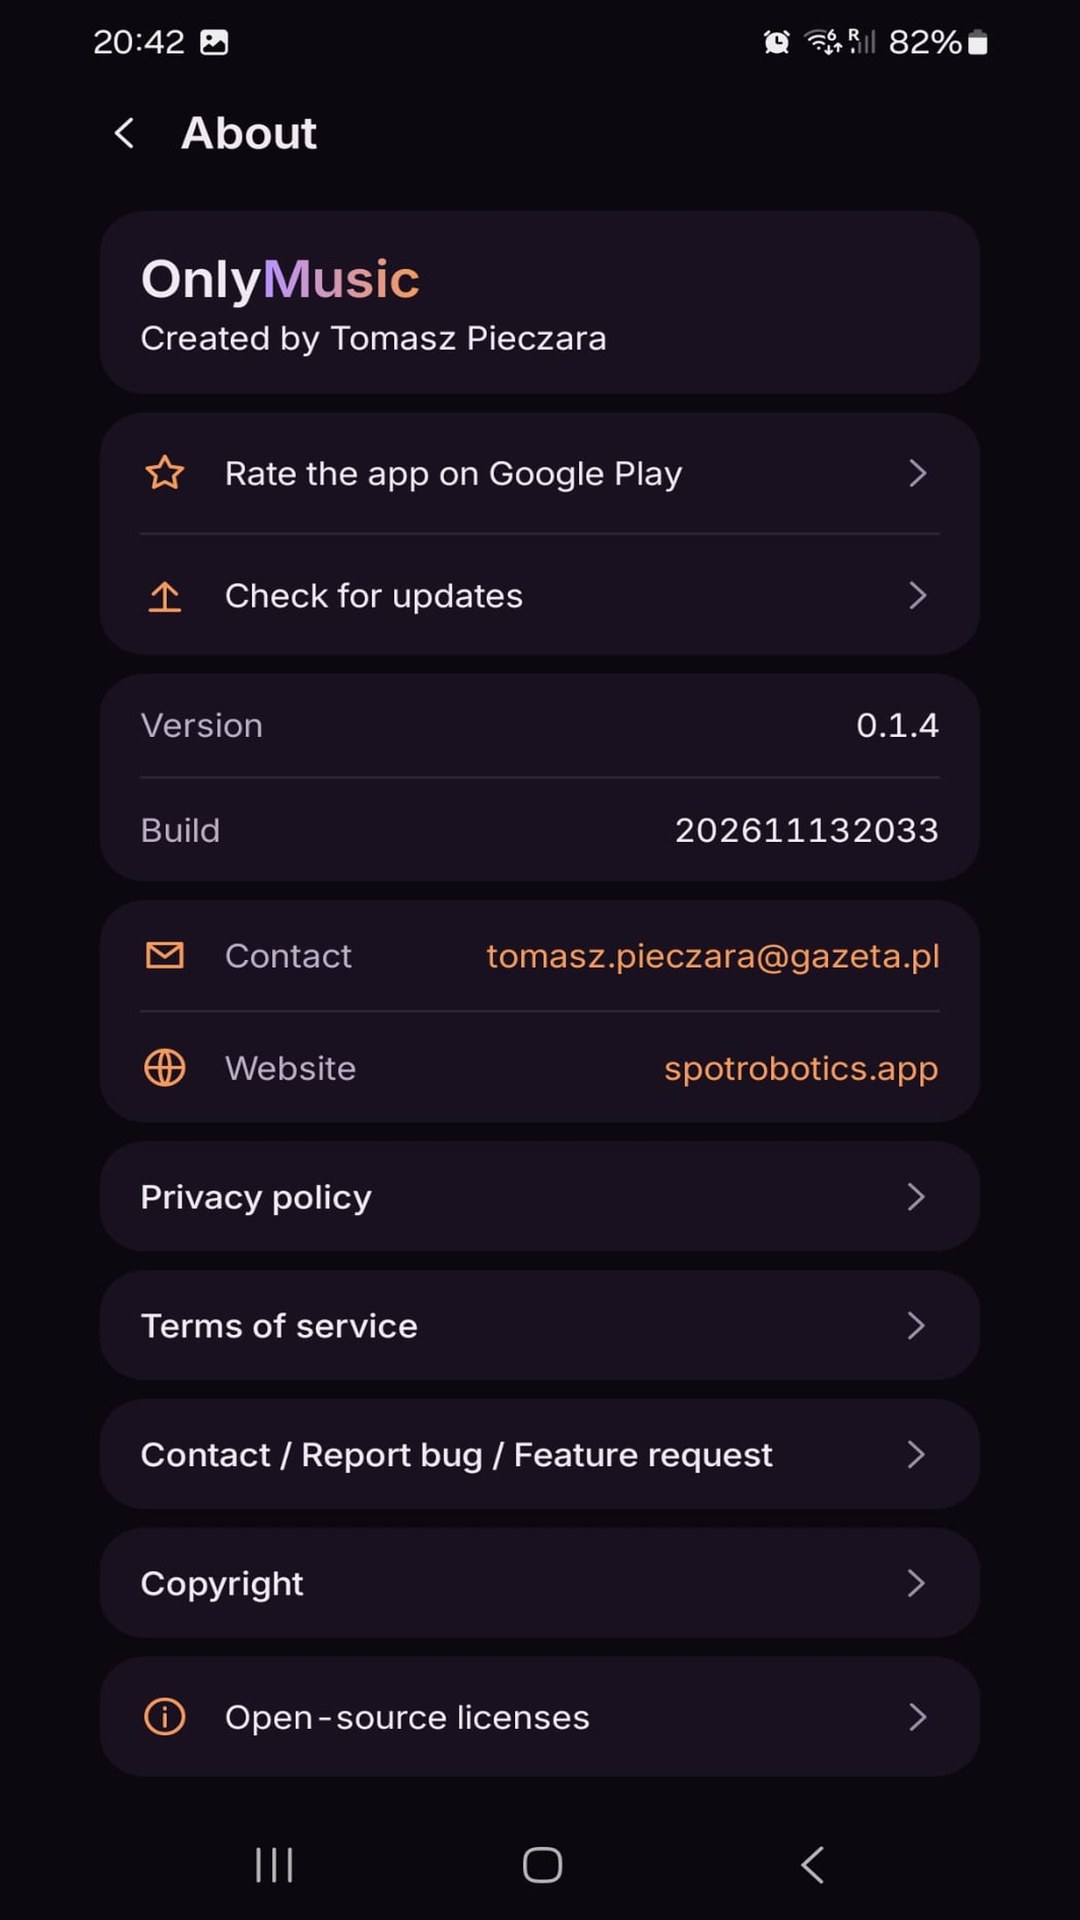 20:42
6 R 82%
About
OnlyMusic
Created by Tomasz Pieczara
Rate the app on Google Play
Check for updates
Version 0.1.4
Build 202611132033
Contact tomasz.pieczara@gazeta.pl
Website spotrobotics.app
Privacy policy
Terms of service
Contact / Report bug / Feature request
Copyright
Open-source licenses